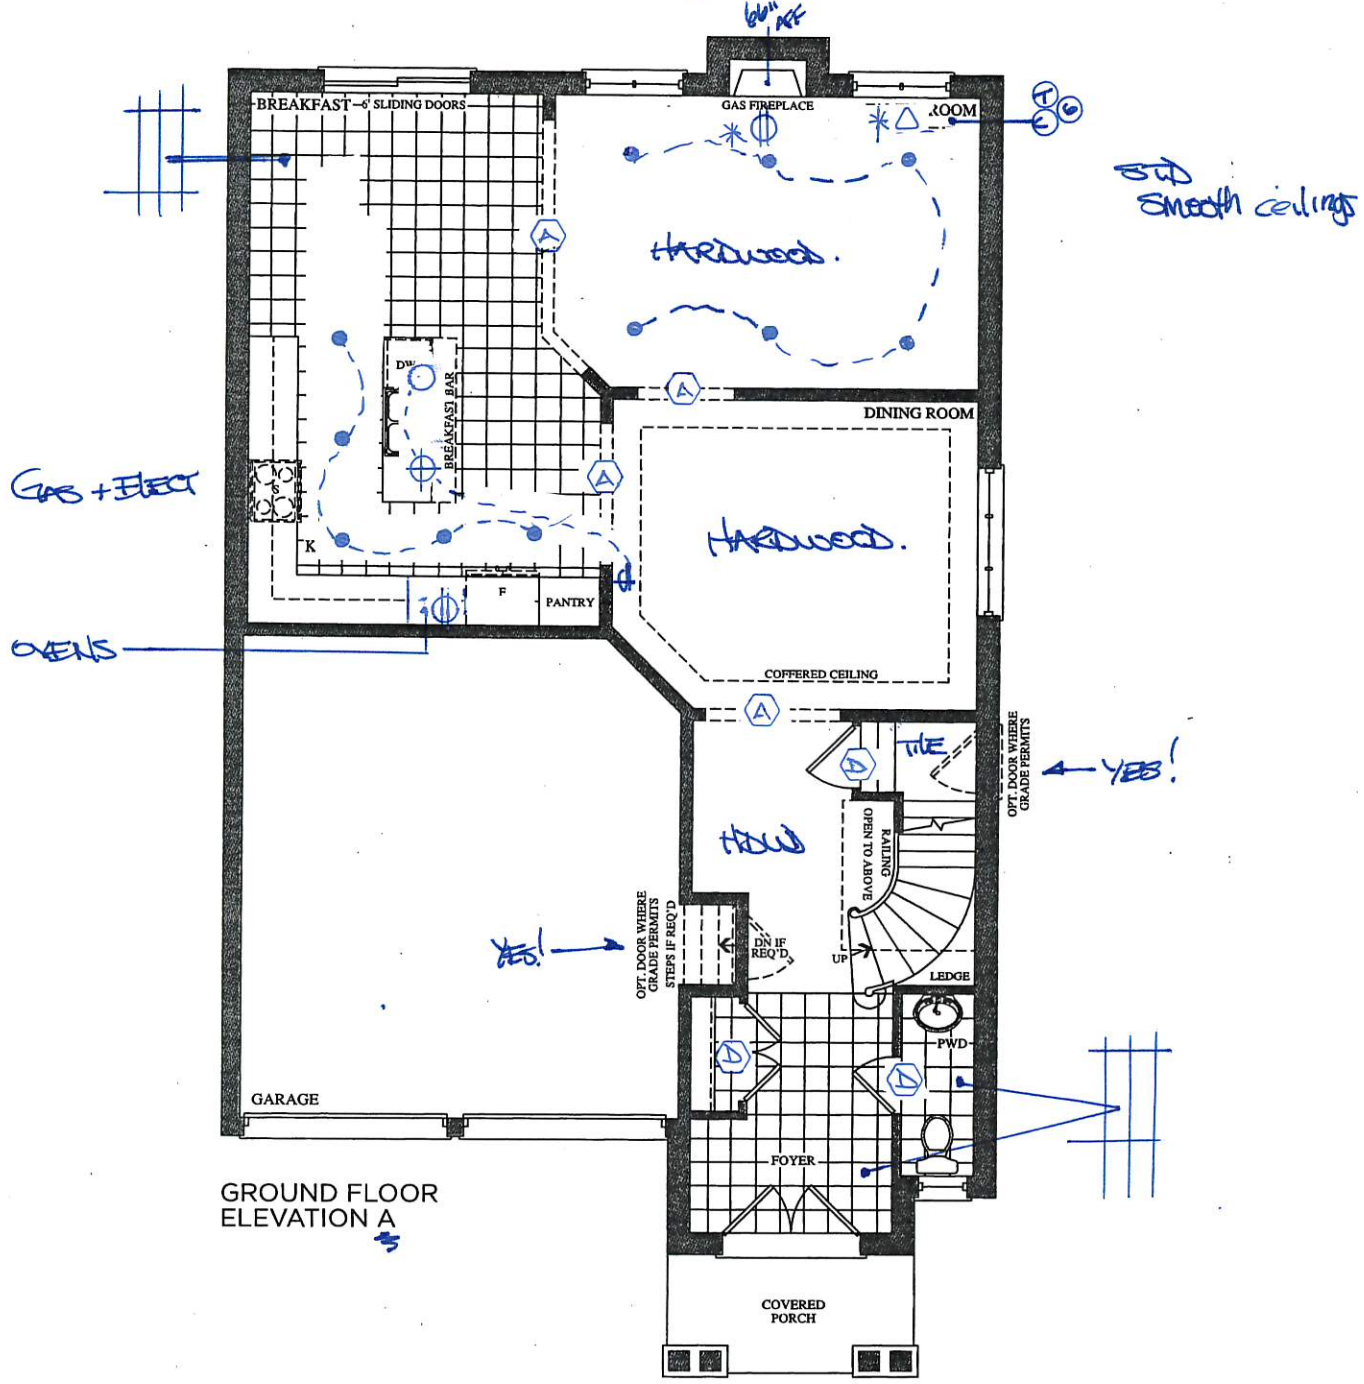 66" AFF
BREAKFAST
6' SLIDING DOORS
GAS FIREPLACE
ROOM
T
6
STD
Smooth ceilings
A
HARDWOOD.
DW
BREAKFAST BAR
A
DINING ROOM
GAS + ELECT
S
A
HARDWOOD.
K
F
PANTRY
OVENS
COFFERED CEILING
A
TILE
D
OPT. DOOR WHERE
GRADE PERMITS
YES!
HDWD
RAILING
OPEN TO ABOVE
YES!
OPT. DOOR WHERE
GRADE PERMITS
STEPS IF REQ'D
DN IF
REQ'D
UP
LEDGE
PWD
D
D
GARAGE
FOYER
GROUND FLOOR
ELEVATION A
COVERED
PORCH